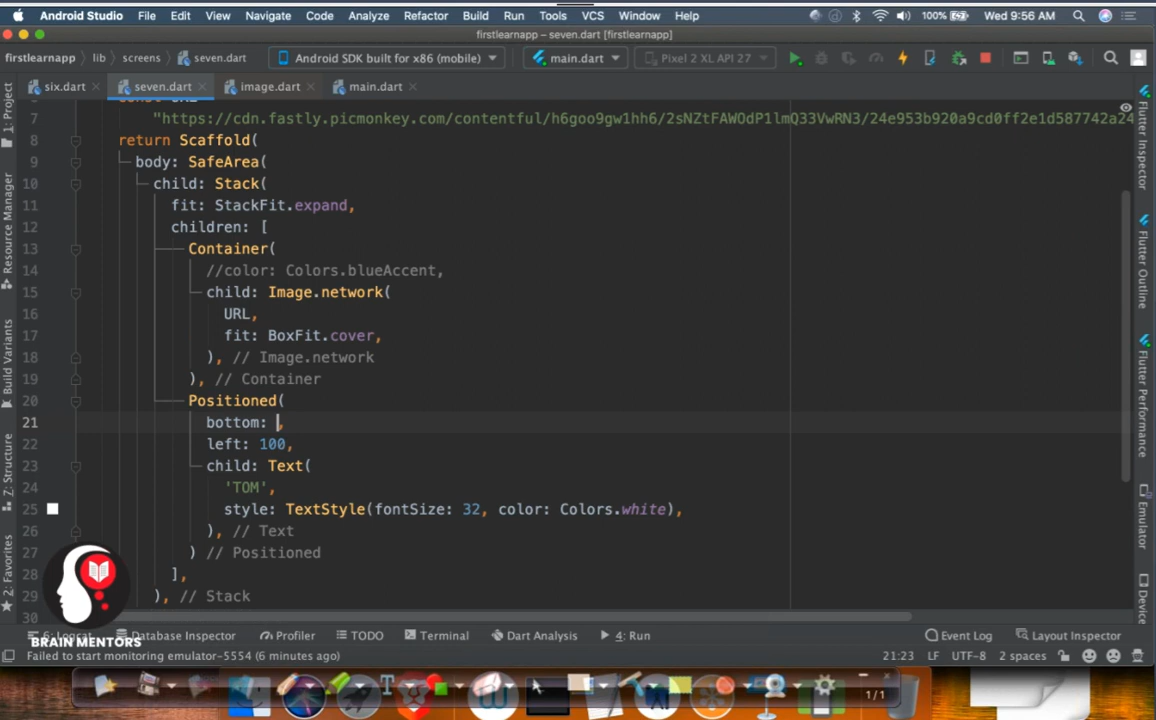 Android Studio File Edit View Navigate Code Analyze Refactor Build Run Tools VCS Window Help 100% Wed 9:56 AM
firstlearnapp – seven.dart [firstlearnapp]
firstlearnapp lib screens seven.dart Android SDK built for x86 (mobile) main.dart Pixel 2 XL API 27
six.dart seven.dart image.dart main.dart
7 "https://cdn.fastly.picmonkey.com/contentful/h6goo9gw1hh6/2sNZtFAWOdP1lmQ33VwRN3/24e953b920a9cd0ff2e1d587742a24
8 return Scaffold(
9 body: SafeArea(
10 child: Stack(
11 fit: StackFit.expand,
12 children: [
13 Container(
14 //color: Colors.blueAccent,
15 child: Image.network(
16 URL,
17 fit: BoxFit.cover,
18 ), // Image.network
19 ), // Container
20 Positioned(
21 bottom: ,
22 left: 100,
23 child: Text(
24 'TOM',
25 style: TextStyle(fontSize: 32, color: Colors.white),
26 ), // Text
27 ) // Positioned
28 ],
29 ), // Stack
30
1: Project
Resource Manager
Build Variants
Z: Structure
2: Favorites
Flutter Inspector
Flutter Outline
Flutter Performance
Emulator
Device
BRAIN MENTORS
Database Inspector Profiler TODO Terminal Dart Analysis 4: Run Event Log Layout Inspector
Failed to start monitoring emulator-5554 (6 minutes ago) 21:23 LF UTF-8 2 spaces
1/1